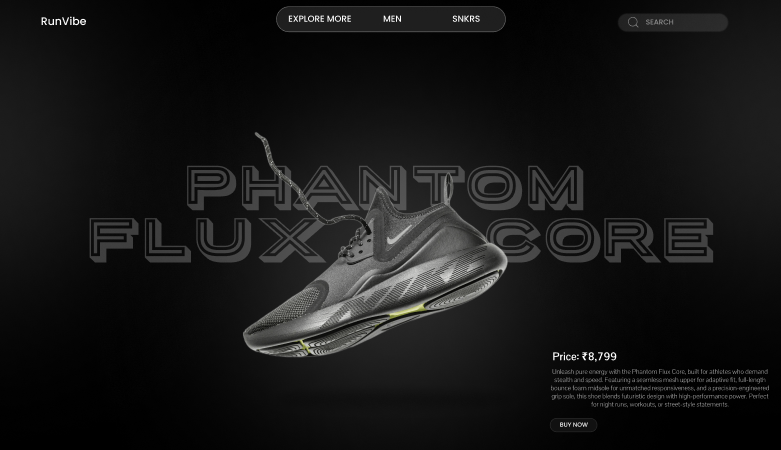 RunVibe
EXPLORE MORE MEN SNKRS
SEARCH
PHANTOM
FLUX CORE
Price: ₹8,799
Unleash pure energy with the Phantom Flux Core, built for athletes who demand
stealth and speed. Featuring a seamless mesh upper for adaptive fit, full-length
bounce foam midsole for unmatched responsiveness, and a precision-engineered
grip sole, this shoe blends futuristic design with high-performance power. Perfect
for night runs, workouts, or street-style statements.
BUY NOW